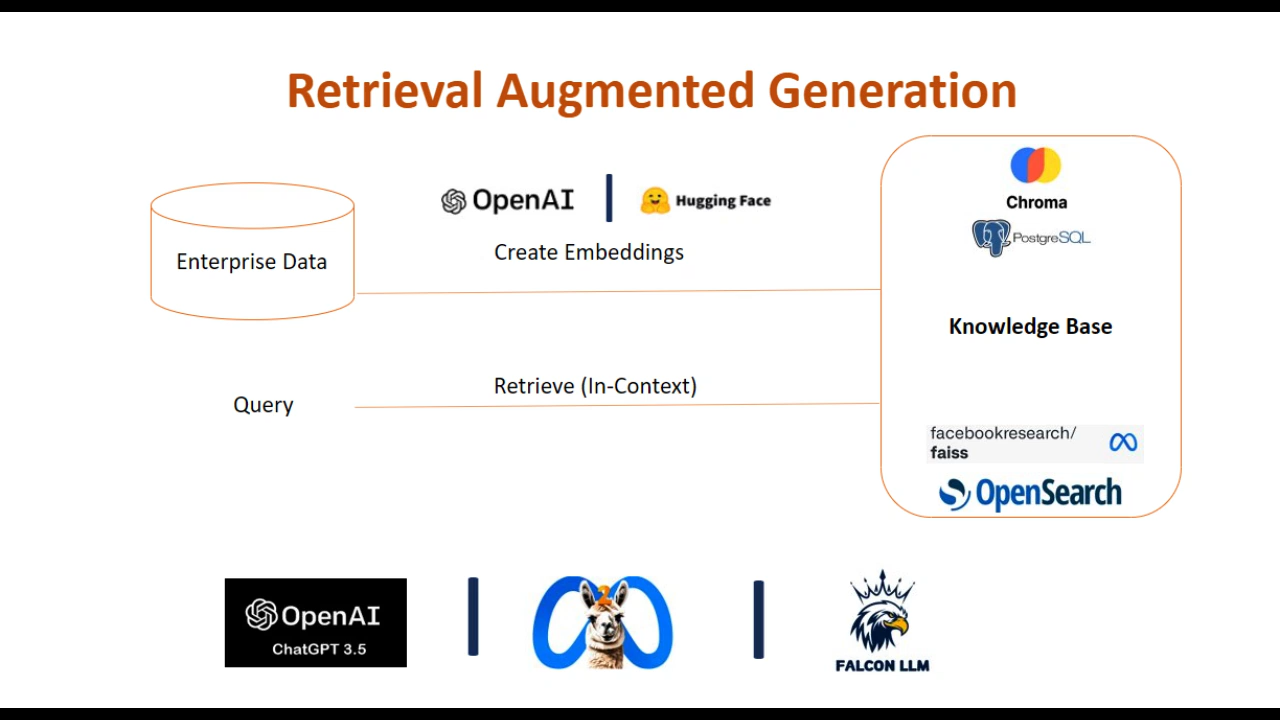 Retrieval Augmented Generation
OpenAI
Hugging Face
Create Embeddings
Enterprise Data
Chroma
PostgreSQL
Knowledge Base
Query
Retrieve (In-Context)
facebookresearch/
faiss
OpenSearch
OpenAI
ChatGPT 3.5
2
FALCON LLM